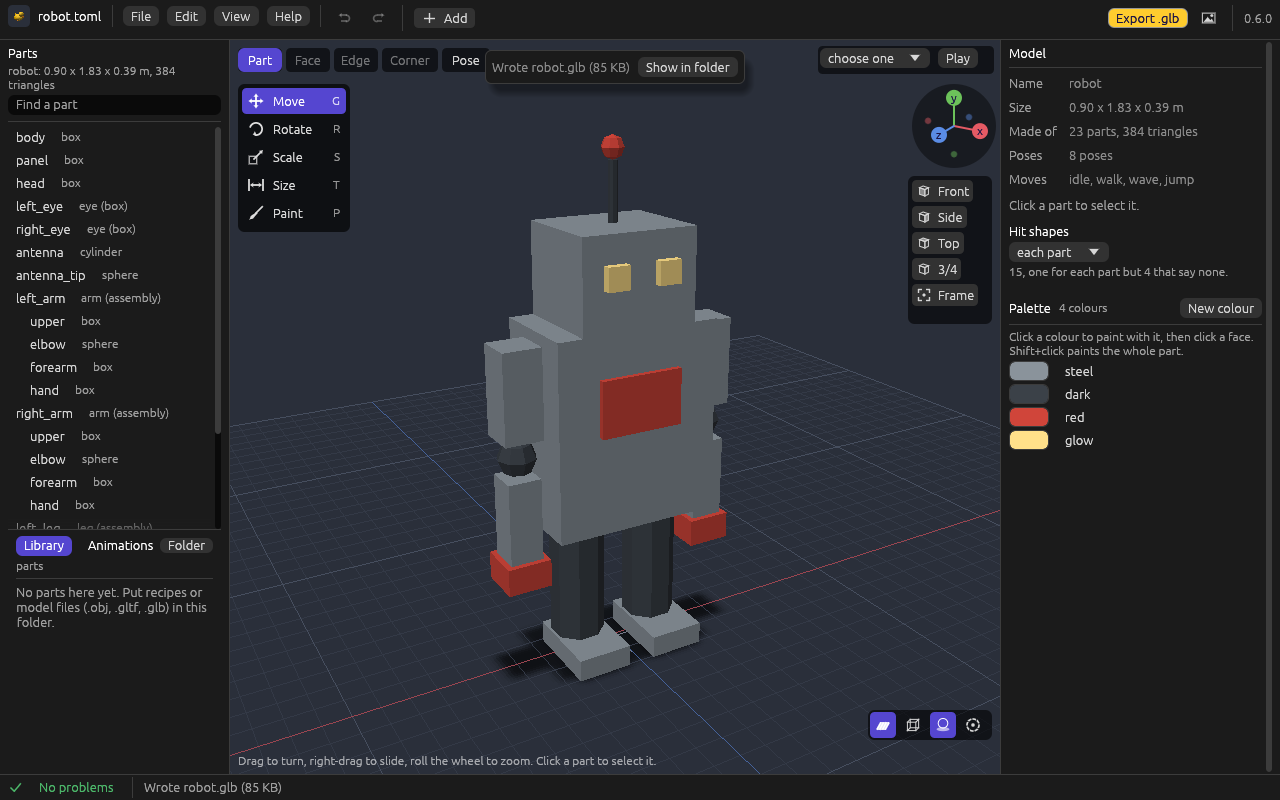 robot.toml File Edit View Help + Add Export .glb 0.6.0
Parts
robot: 0.90 x 1.83 x 0.39 m, 384
triangles
Find a part
body box
panel box
head box
left_eye eye (box)
right_eye eye (box)
antenna cylinder
antenna_tip sphere
left_arm arm (assembly)
upper box
elbow sphere
forearm box
hand box
right_arm arm (assembly)
upper box
elbow sphere
forearm box
hand box
left_leg leg (assembly)
Library Animations Folder
parts
No parts here yet. Put recipes or
model files (.obj, .gltf, .glb) in this
folder.
Part Face Edge Corner Pose
Wrote robot.glb (85 KB) Show in folder
choose one Play
Move G
Rotate R
Scale S
Size T
Paint P
y
z x
Front
Side
Top
3/4
Frame
Drag to turn, right-drag to slide, roll the wheel to zoom. Click a part to select it.
Model
Name robot
Size 0.90 x 1.83 x 0.39 m
Made of 23 parts, 384 triangles
Poses 8 poses
Moves idle, walk, wave, jump
Click a part to select it.
Hit shapes
each part
15, one for each part but 4 that say none.
Palette 4 colours New colour
Click a colour to paint with it, then click a face.
Shift+click paints the whole part.
steel
dark
red
glow
No problems Wrote robot.glb (85 KB)